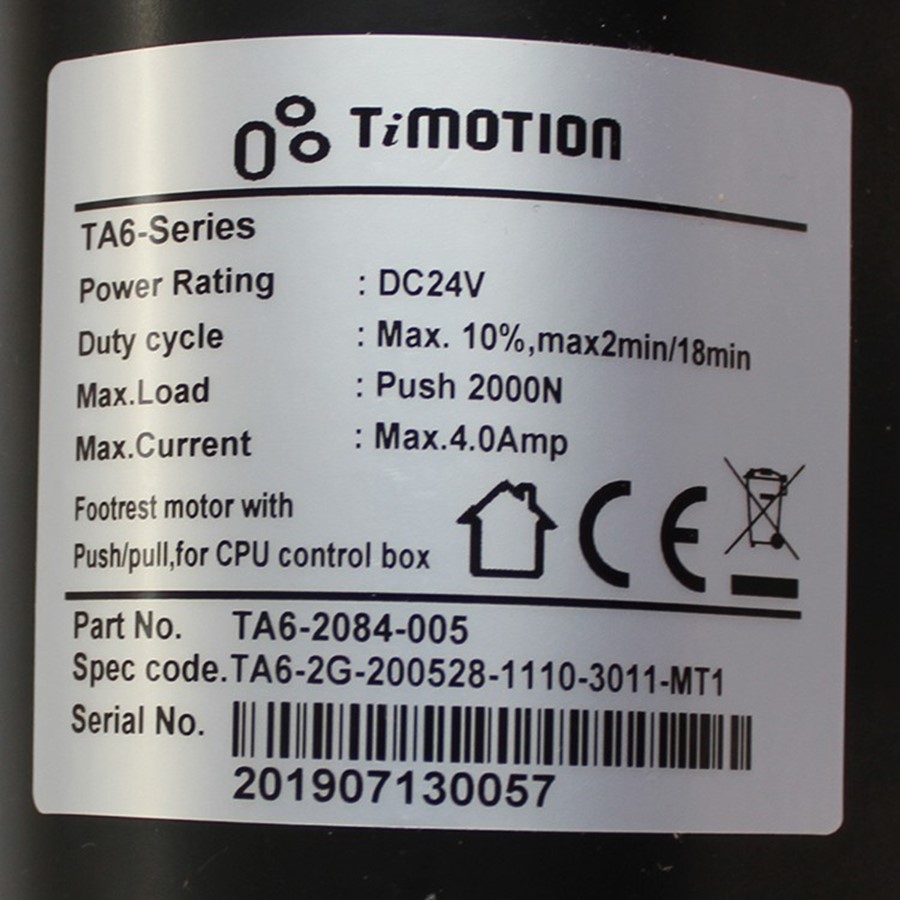 TiMOTION
TA6-Series
Power Rating : DC24V
Duty cycle : Max. 10%,max2min/18min
Max.Load : Push 2000N
Max.Current : Max.4.0Amp
Footrest motor with
Push/pull,for CPU control box
CE
Part No. TA6-2084-005
Spec code.TA6-2G-200528-1110-3011-MT1
Serial No.
201907130057